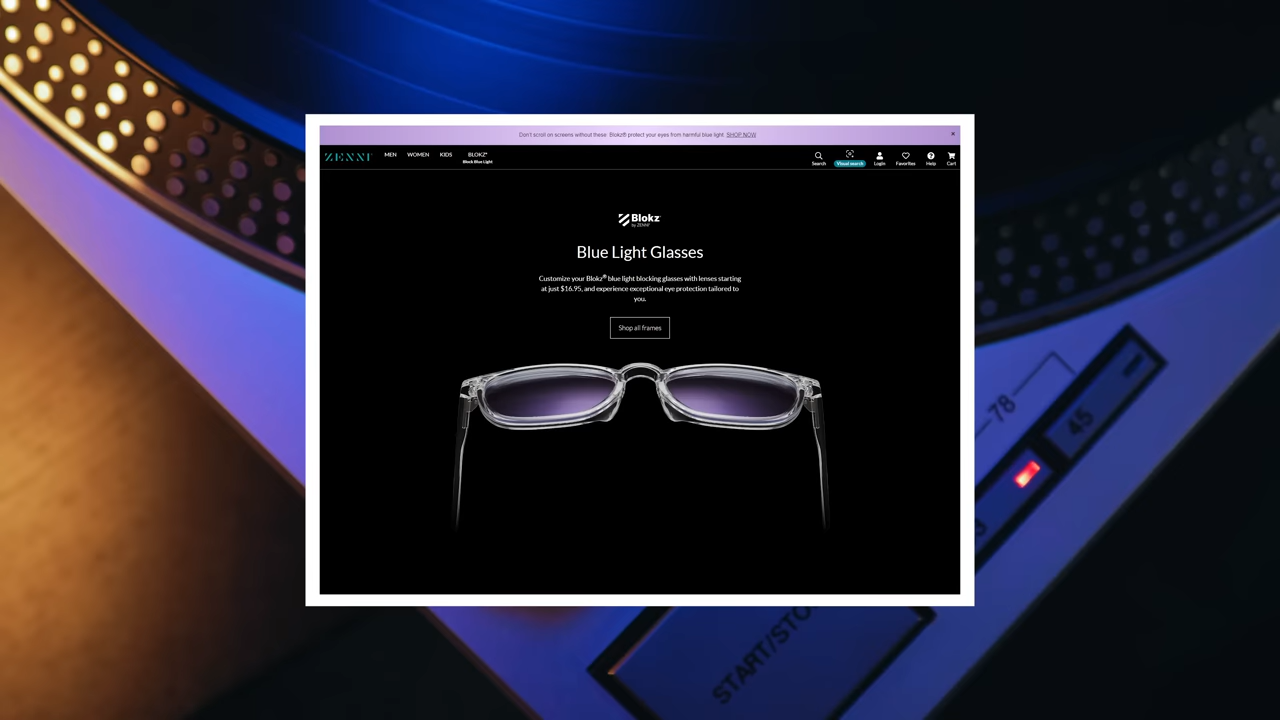 Don't scroll on screens without these: Blokz® protect your eyes from harmful blue light. SHOP NOW
ZENNI
MEN WOMEN KIDS BLOKZ®
Block Blue Light
Search Visual search Login Favorites Help Cart
Blokz
by ZENNI
Blue Light Glasses
Customize your Blokz® blue light blocking glasses with lenses starting
at just $16.95, and experience exceptional eye protection tailored to
you.
Shop all frames
78
45
START/STO